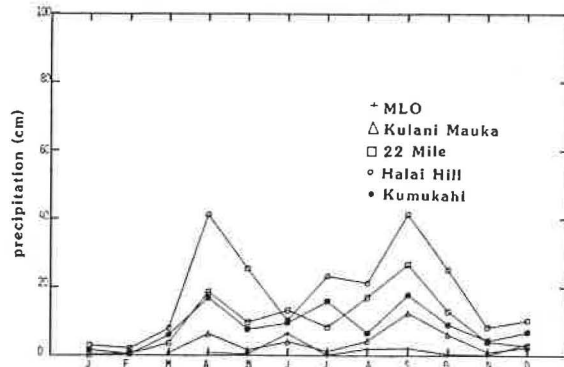 100
80
60
40
20
0
precipitation (cm)
+ MLO
△ Kulani Mauka
□ 22 Mile
○ Halai Hill
● Kumukahi
J F M A M J J A S O N D